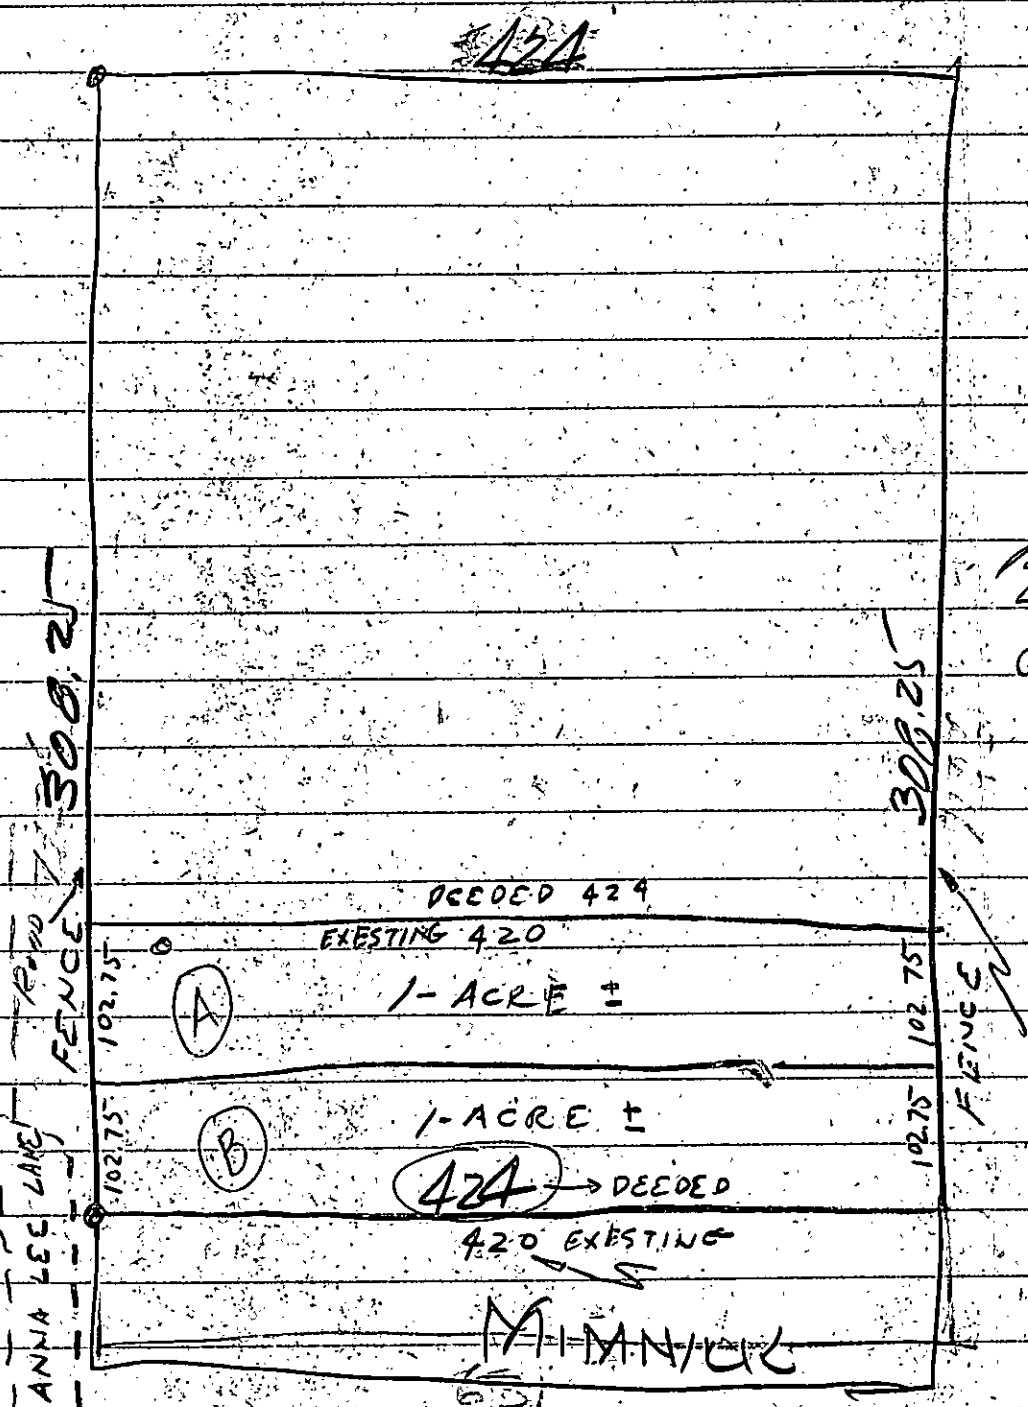 424
308.25
308.25
DEEDED 424
EXESTING 420
102.75
102.75
A
1-ACRE ±
FENCE
FENCE
ROAD
102.75
102.75
B
1-ACRE ±
424 → DEEDED
420 EXESTING
ANNA LEE LANE
MIMNICK